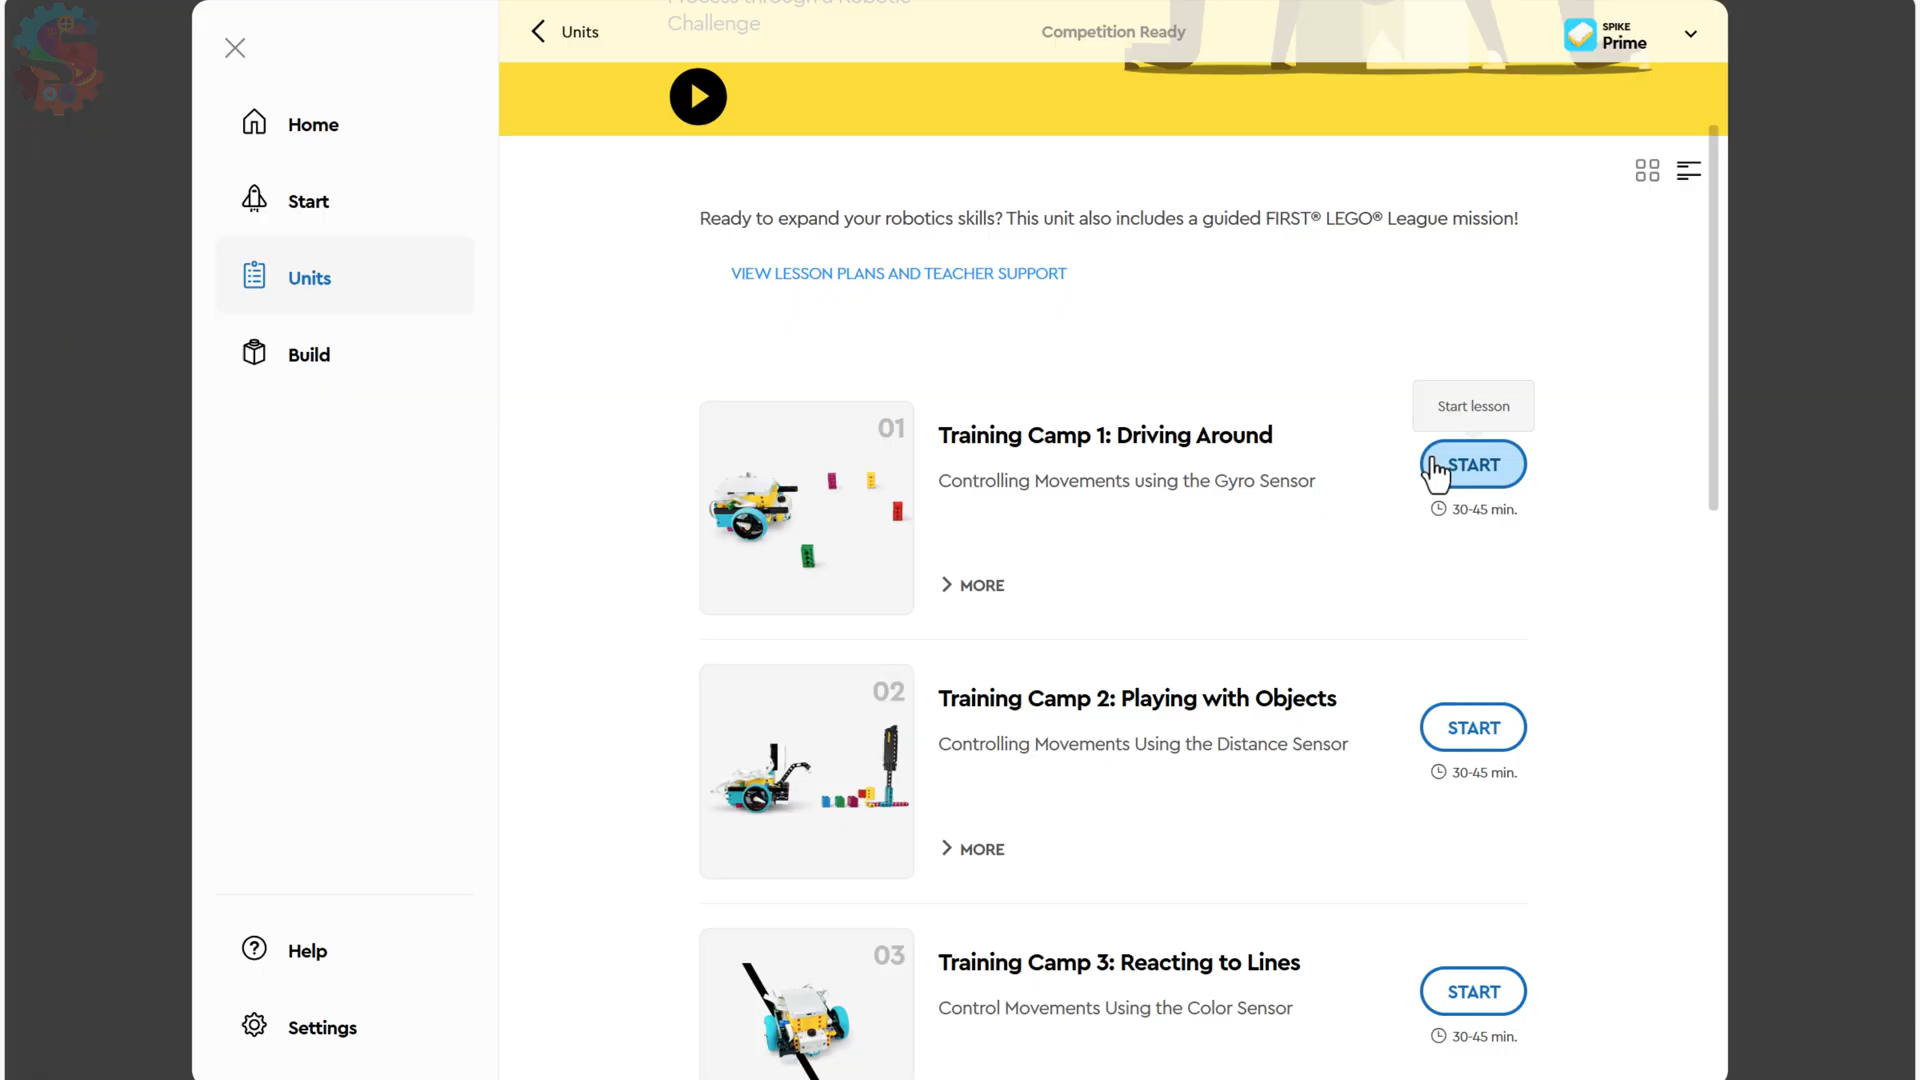 Process through a Robotic
Challenge
Units
Competition Ready
SPIKE
Prime
Home
Start
Units
Build
Help
Settings
Ready to expand your robotics skills? This unit also includes a guided FIRST® LEGO® League mission!
VIEW LESSON PLANS AND TEACHER SUPPORT
01
Training Camp 1: Driving Around
Controlling Movements using the Gyro Sensor
MORE
Start lesson
START
30-45 min.
02
Training Camp 2: Playing with Objects
Controlling Movements Using the Distance Sensor
MORE
START
30-45 min.
03
Training Camp 3: Reacting to Lines
Control Movements Using the Color Sensor
START
30-45 min.